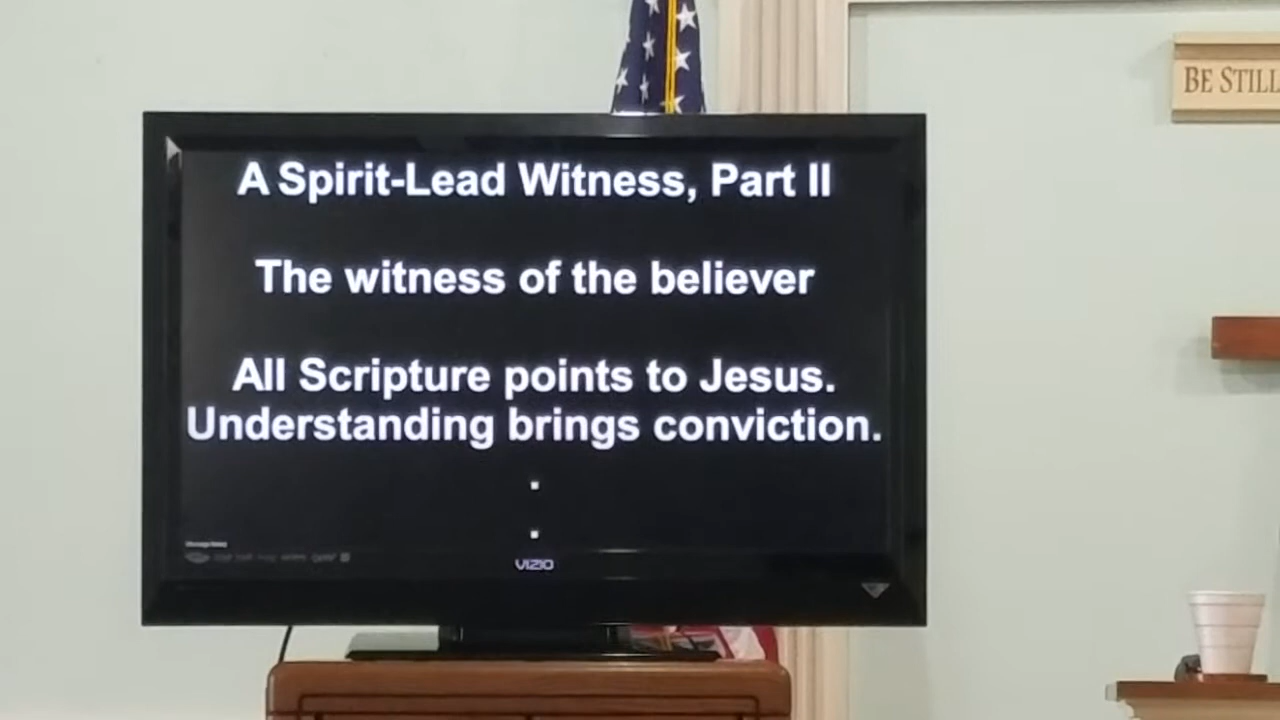 BE STILL
A Spirit-Lead Witness, Part II
The witness of the believer
All Scripture points to Jesus.
Understanding brings conviction.
.
.
VIZIO